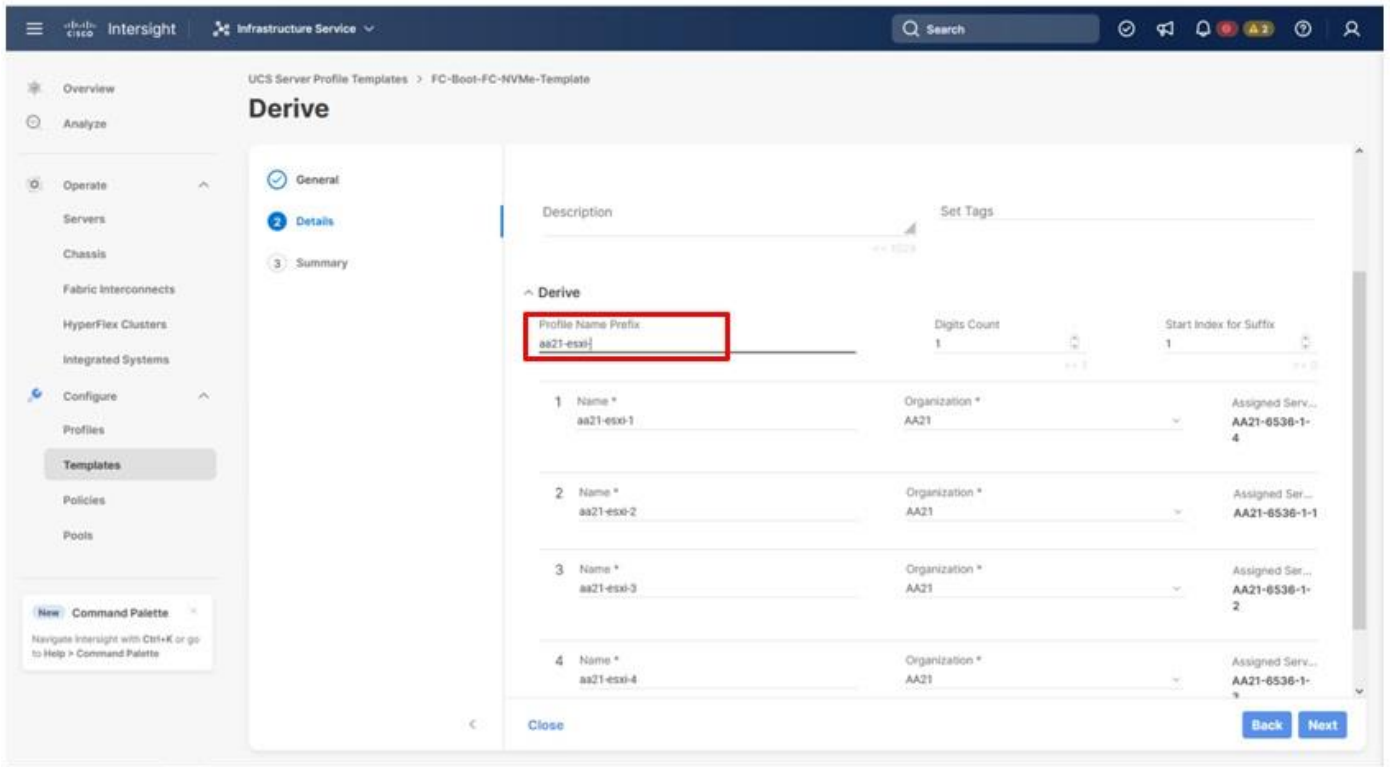 CISCO Intersight
Infrastructure Service
Search
2
Overview
Analyze
Operate
Servers
Chassis
Fabric Interconnects
HyperFlex Clusters
Integrated Systems
Configure
Profiles
Templates
Policies
Pools
New Command Palette
Navigate Intersight with Ctrl+K or go
to Help > Command Palette
UCS Server Profile Templates > FC-Boot-FC-NVMe-Template
Derive
General
2 Details
3 Summary
Description
Set Tags
Derive
Profile Name Prefix
aa21-esxi-
Digits Count
1
Start Index for Suffix
1
1 Name *
aa21-esxi-1
Organization *
AA21
Assigned Serv...
AA21-6536-1-
4
2 Name *
aa21-esxi-2
Organization *
AA21
Assigned Ser...
AA21-6536-1-1
3 Name *
aa21-esxi-3
Organization *
AA21
Assigned Ser...
AA21-6536-1-
2
4 Name *
aa21-esxi-4
Organization *
AA21
Assigned Serv...
AA21-6536-1-
Close
Back
Next